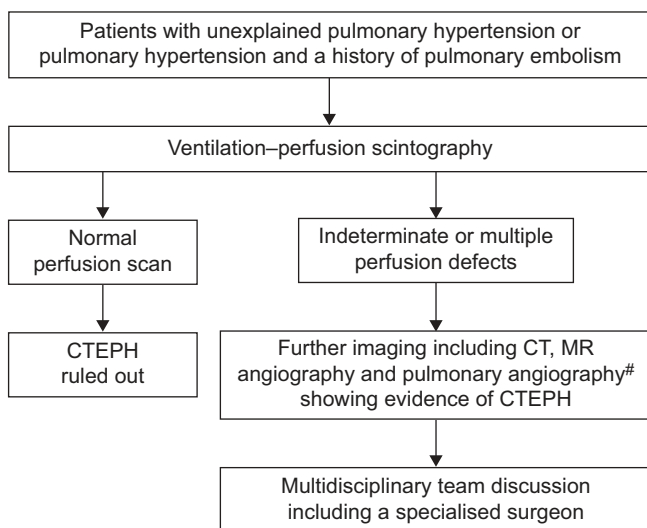 Patients with unexplained pulmonary hypertension or
pulmonary hypertension and a history of pulmonary embolism
Ventilation–perfusion scintography
Normal
perfusion scan
Indeterminate or multiple
perfusion defects
CTEPH
ruled out
Further imaging including CT, MR
angiography and pulmonary angiography#
showing evidence of CTEPH
Multidisciplinary team discussion
including a specialised surgeon